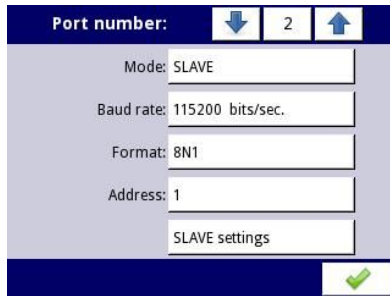 Port number: 2
Mode: SLAVE
Baud rate: 115200 bits/sec.
Format: 8N1
Address: 1
SLAVE settings